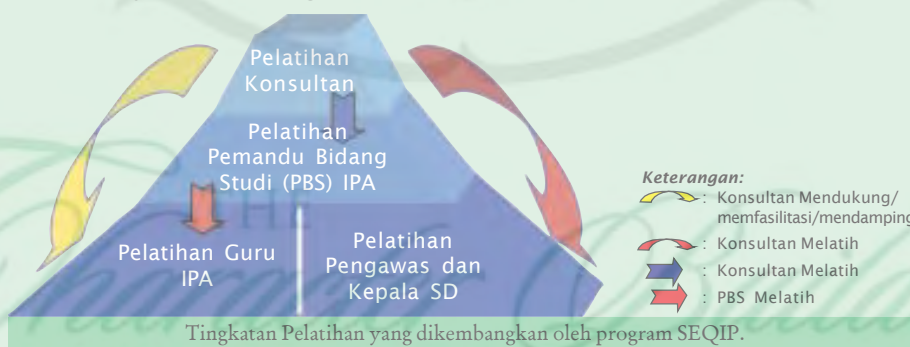 Pelatihan
Konsultan
Pelatihan
Pemandu Bidang
Studi (PBS) IPA
THE
Pelatihan Guru
IPA
Pelatihan
Pengawas dan
Kepala SD
Keterangan:
: Konsultan Mendukung/
memfasilitasi/mendamping
: Konsultan Melatih
: Konsultan Melatih
: PBS Melatih
Tingkatan Pelatihan yang dikembangkan oleh program SEQIP.